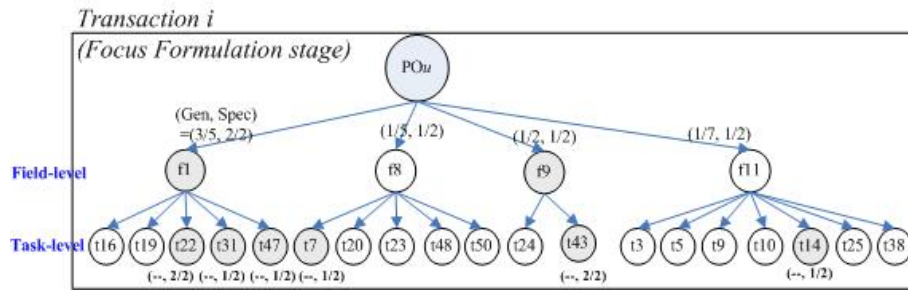 Transaction i
(Focus Formulation stage)
POu
(Gen, Spec)
=(3/5, 2/2)
(1/5, 1/2)
(1/2, 1/2)
(1/7, 1/2)
Field-level
f1
f8
f9
f11
Task-level
t16
t19
t22
t31
t47
t7
t20
t23
t48
t50
t24
t43
t3
t5
t9
t10
t14
t25
t38
(--, 2/2)
(--, 1/2)
(--, 1/2)
(--, 1/2)
(--, 2/2)
(--, 1/2)